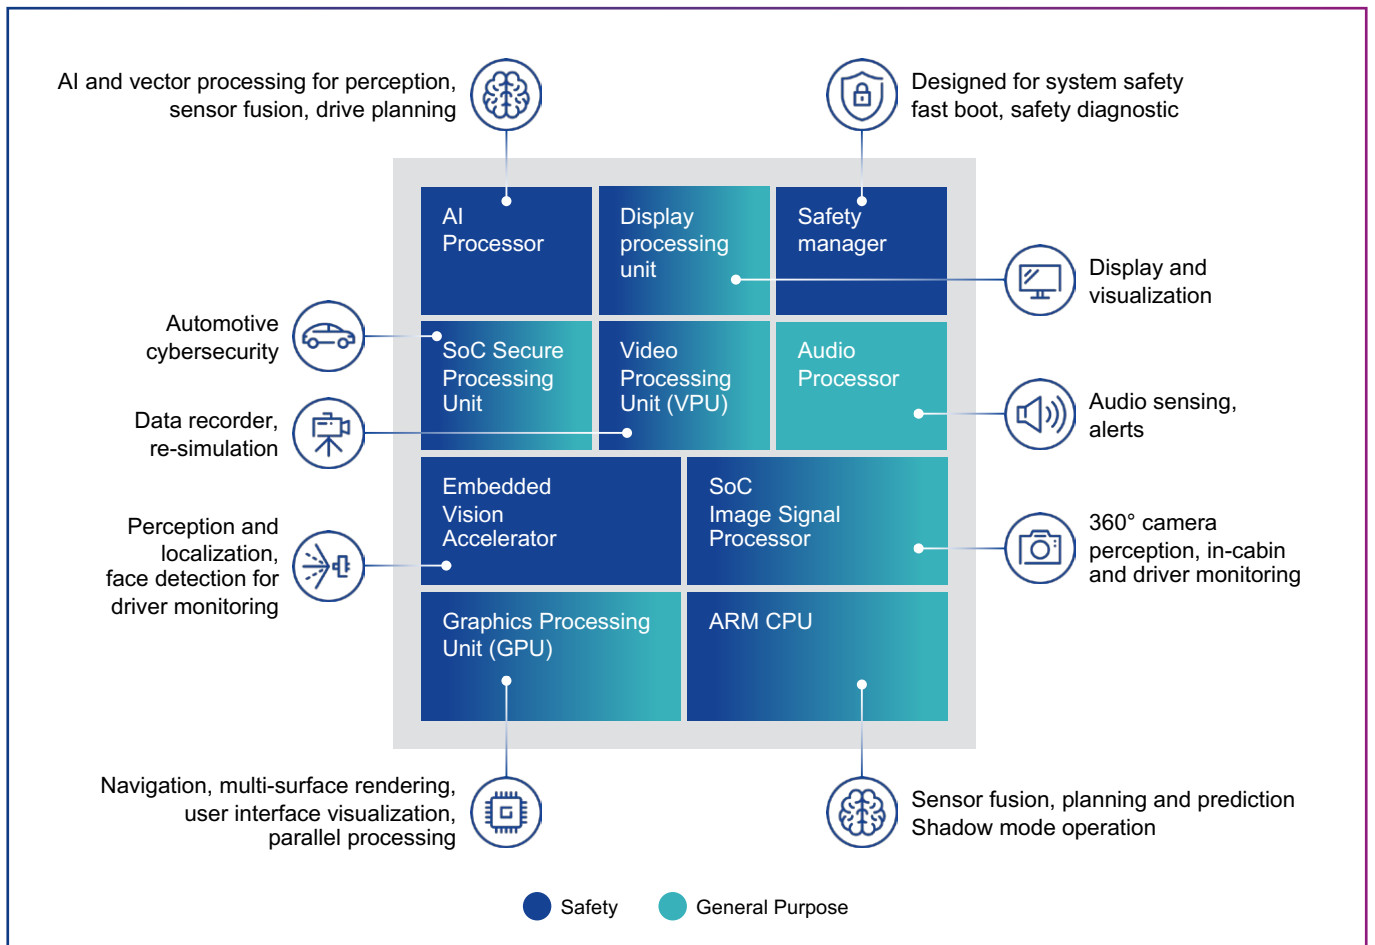 AI and vector processing for perception,
sensor fusion, drive planning
Designed for system safety
fast boot, safety diagnostic
AI
Processor
Display
processing
unit
Safety
manager
Display and
visualization
Automotive
cybersecurity
SoC Secure
Processing
Unit
Video
Processing
Unit (VPU)
Audio
Processor
Data recorder,
re-simulation
Audio sensing,
alerts
Embedded
Vision
Accelerator
SoC
Image Signal
Processor
Perception and
localization,
face detection for
driver monitoring
360° camera
perception, in-cabin
and driver monitoring
Graphics Processing
Unit (GPU)
ARM CPU
Navigation, multi-surface rendering,
user interface visualization,
parallel processing
Sensor fusion, planning and prediction
Shadow mode operation
Safety
General Purpose